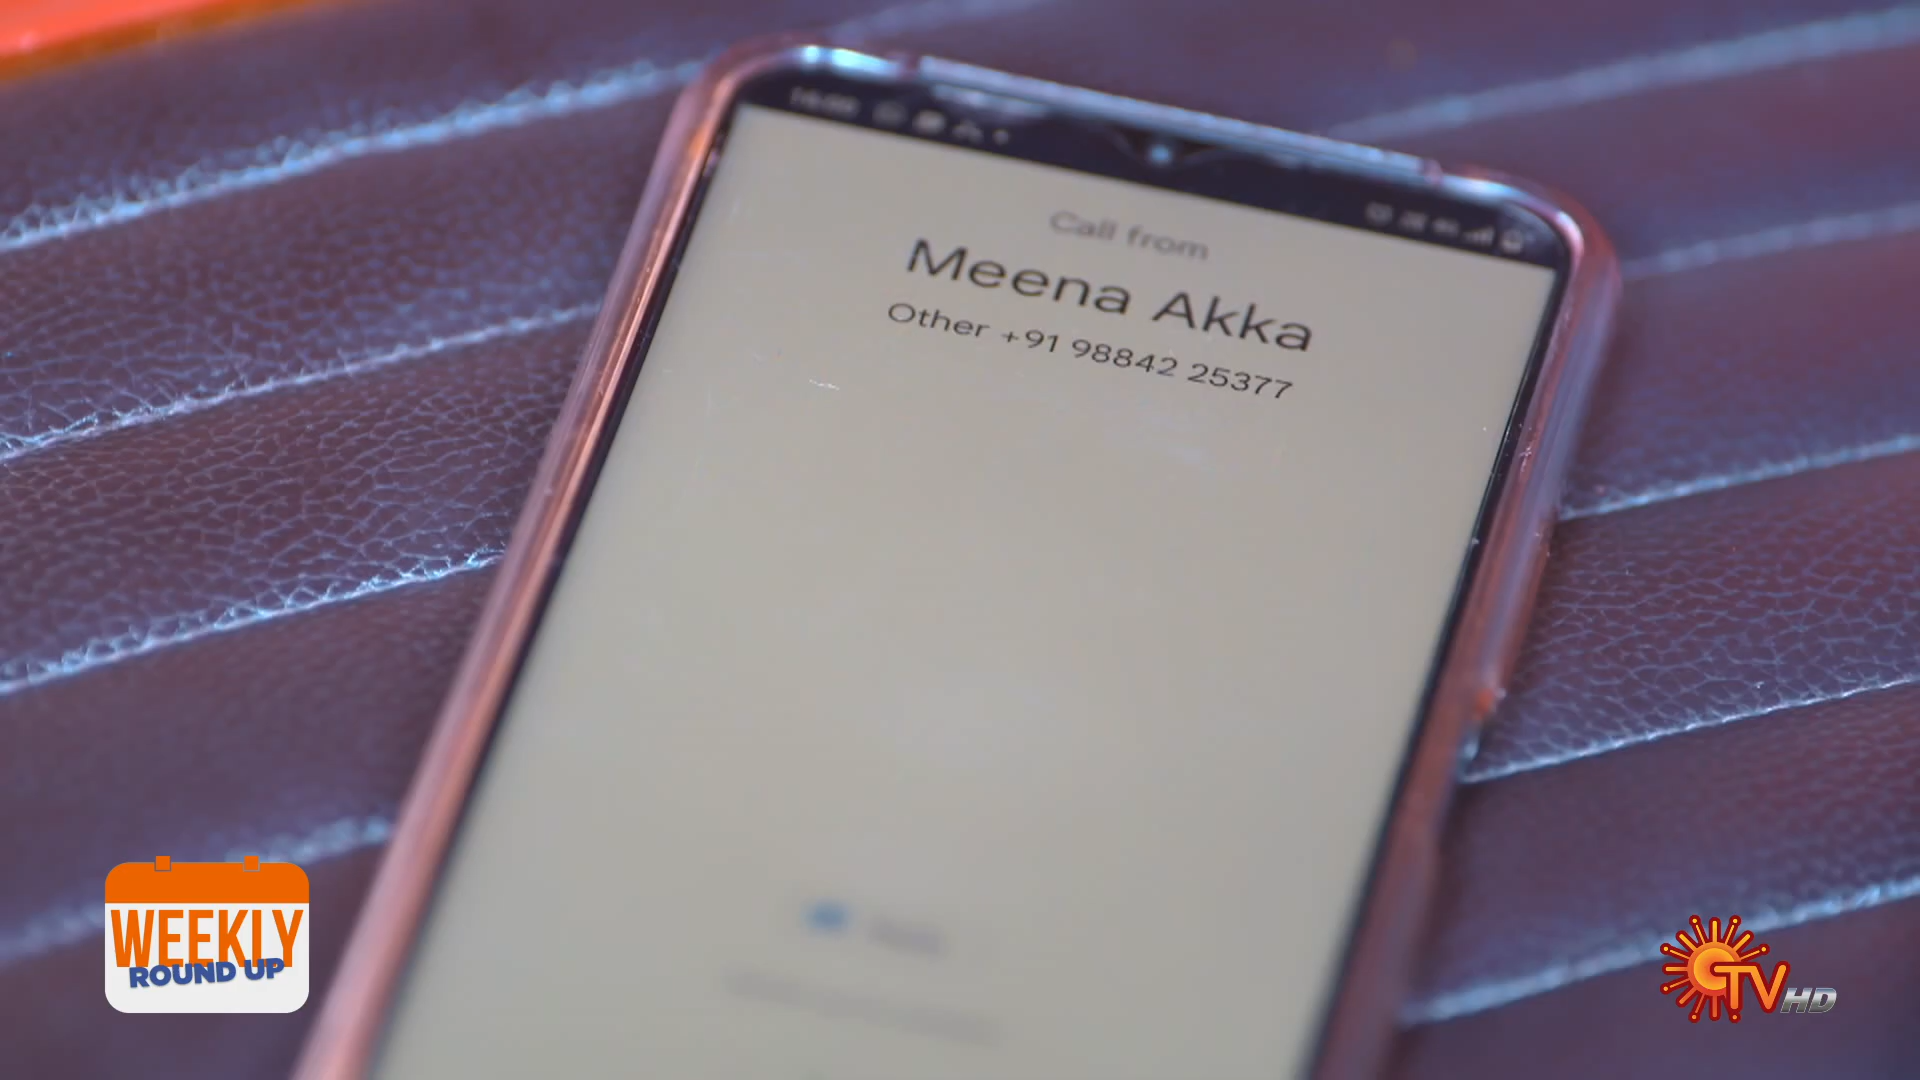 Call from
Meena Akka
Other +91 98842 25377
WEEKLY
ROUND UP
TV HD